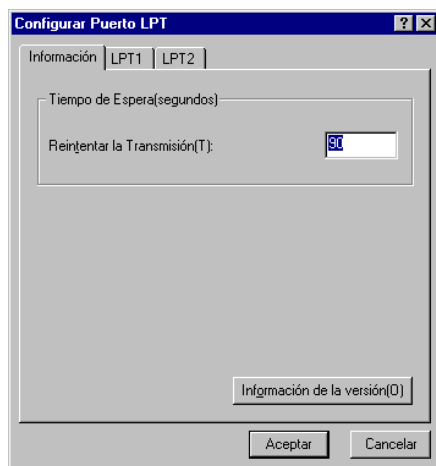 Configurar Puerto LPT
Información LPT1 LPT2
Tiempo de Espera(segundos)
Reintentar la Transmisión(T): 90
Información de la versión(O)
Aceptar Cancelar